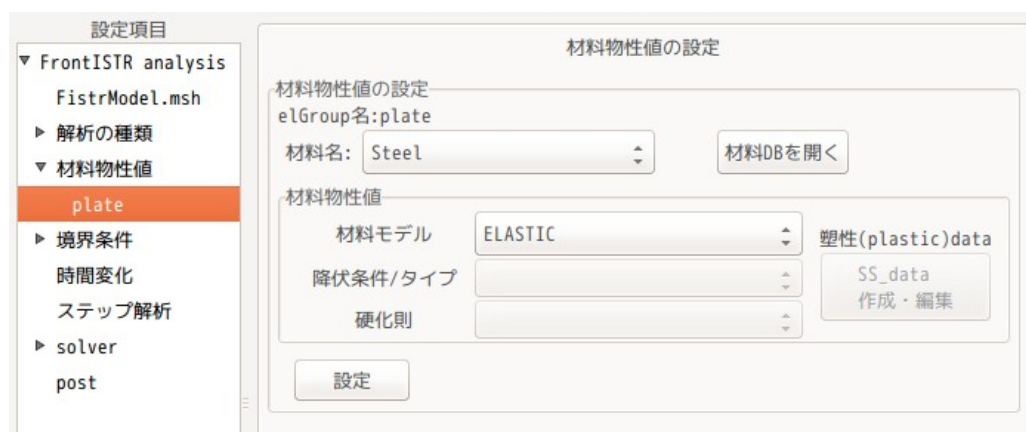 設定項目
FrontISTR analysis
FistrModel.msh
解析の種類
材料物性値
plate
境界条件
時間変化
ステップ解析
solver
post
材料物性値の設定
材料物性値の設定
elGroup名:plate
材料名: Steel 材料DBを開く
材料物性値
材料モデル ELASTIC 塑性(plastic)data
降伏条件/タイプ SS_data
作成・編集
硬化則
設定